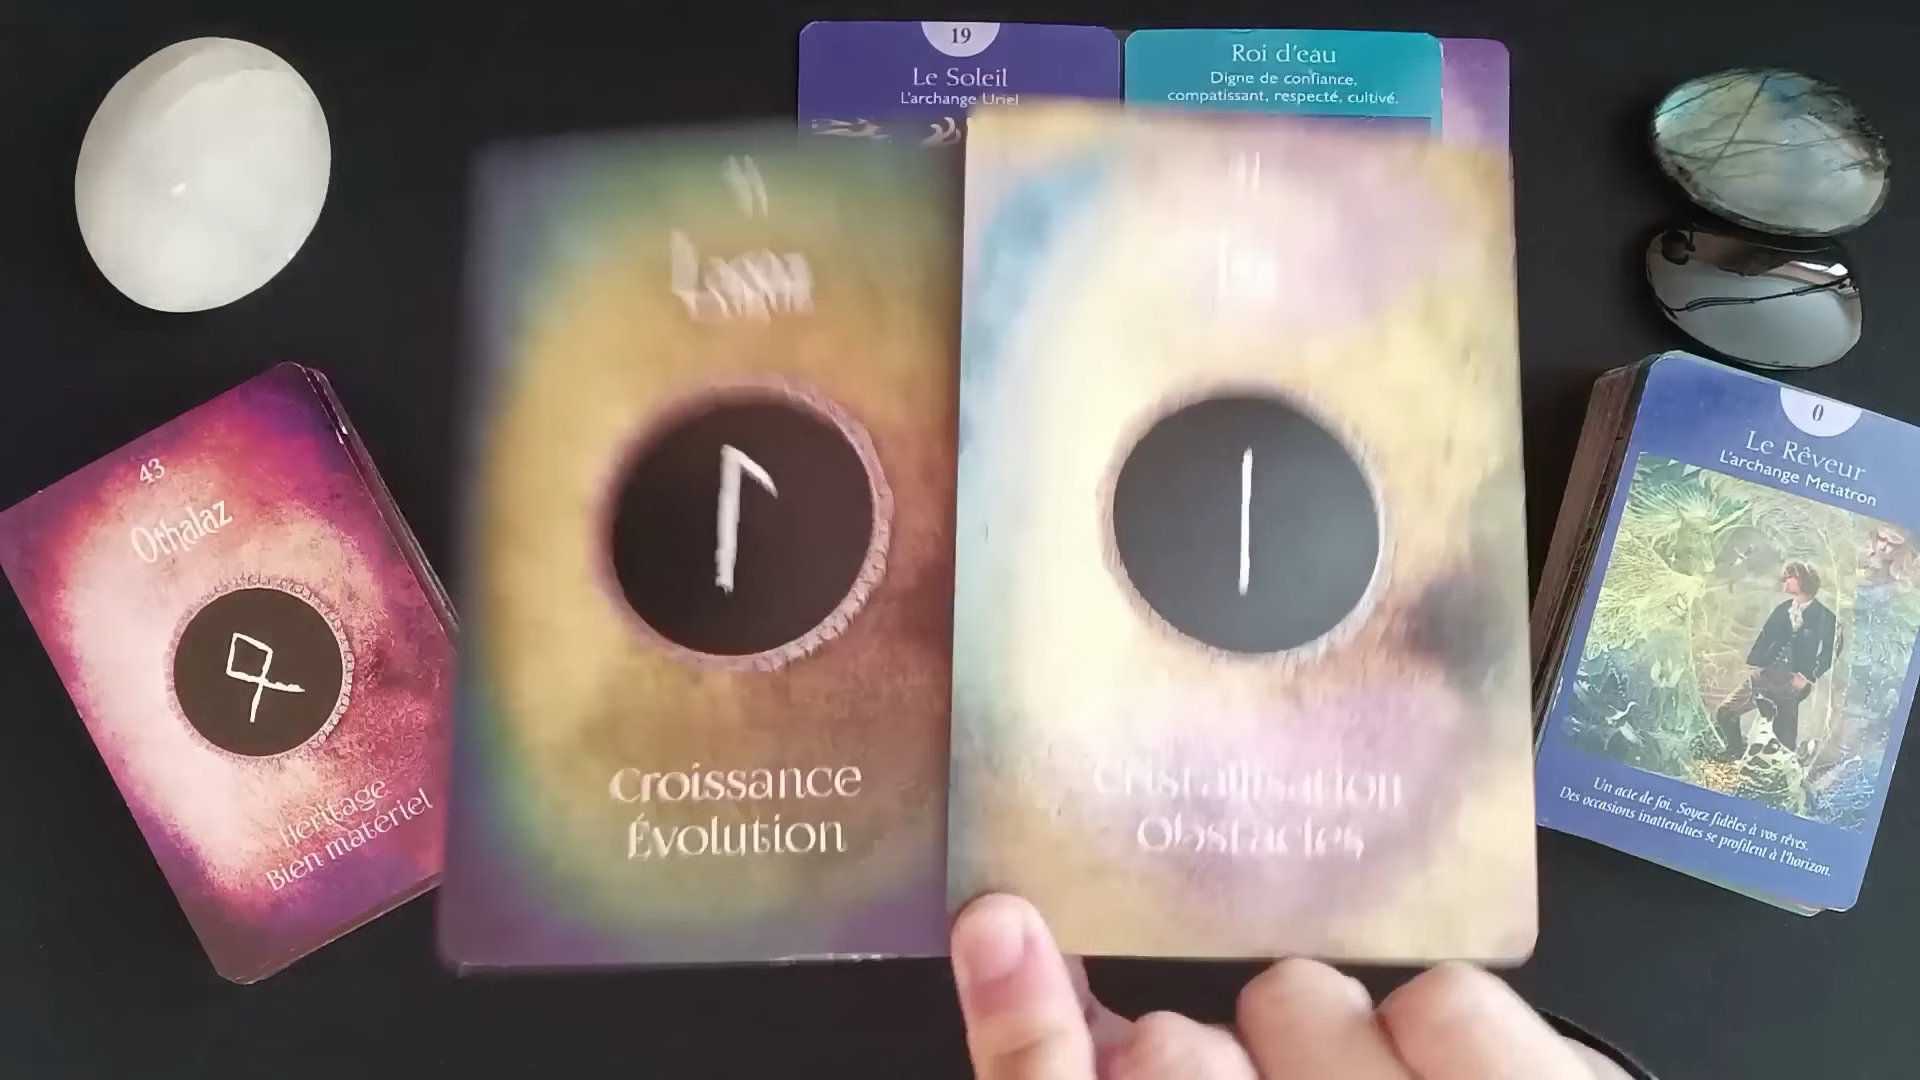 19
Le Soleil
L'archange Uriel
Roi d'eau
Digne de confiance,
compatissant, respecté, cultivé.
Croissance
Évolution
Cristallisation
Obstacles
43
Othalaz
Héritage
Bien matériel
0
Le Rêveur
L'archange Metatron
Un acte de foi. Soyez fidèles à vos rêves.
Des occasions inattendues se profilent à l'horizon.